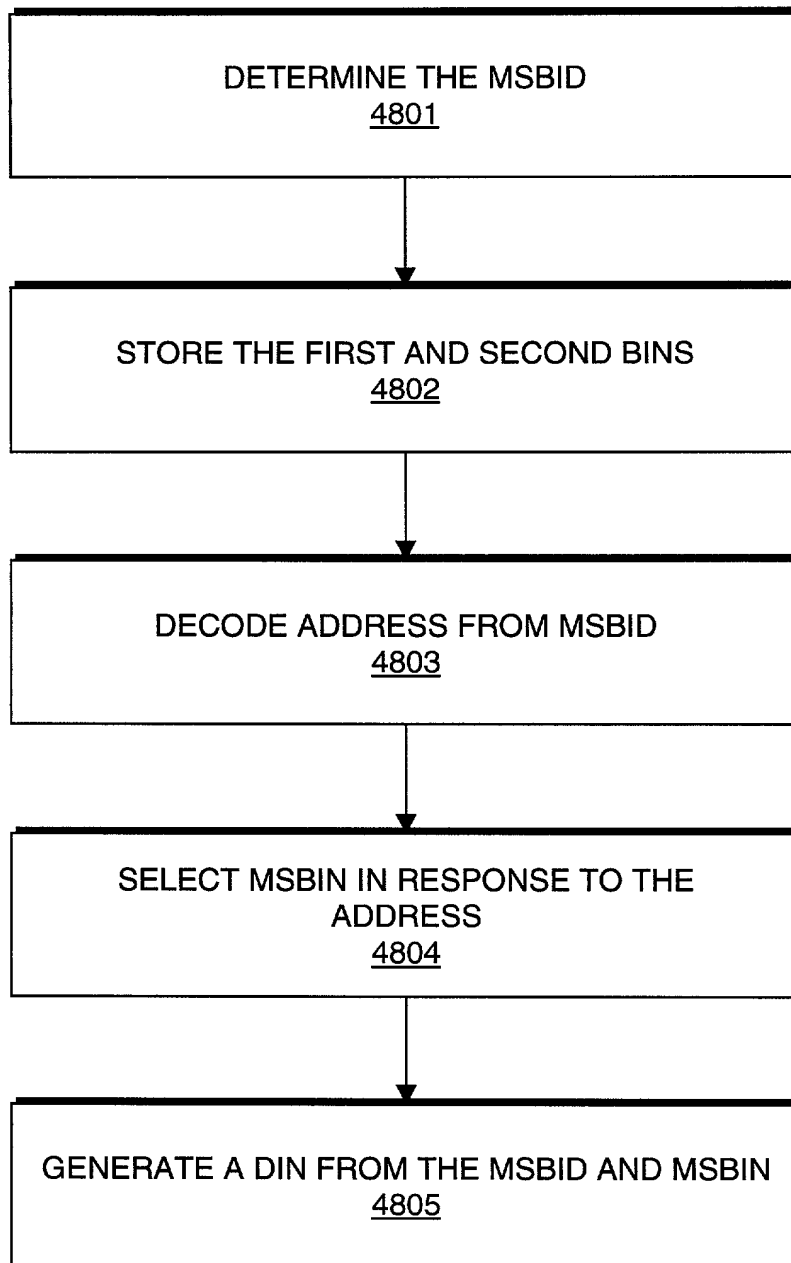 DETERMINE THE MSBID
4801
STORE THE FIRST AND SECOND BINS
4802
DECODE ADDRESS FROM MSBID
4803
SELECT MSBIN IN RESPONSE TO THE
ADDRESS
4804
GENERATE A DIN FROM THE MSBID AND MSBIN
4805